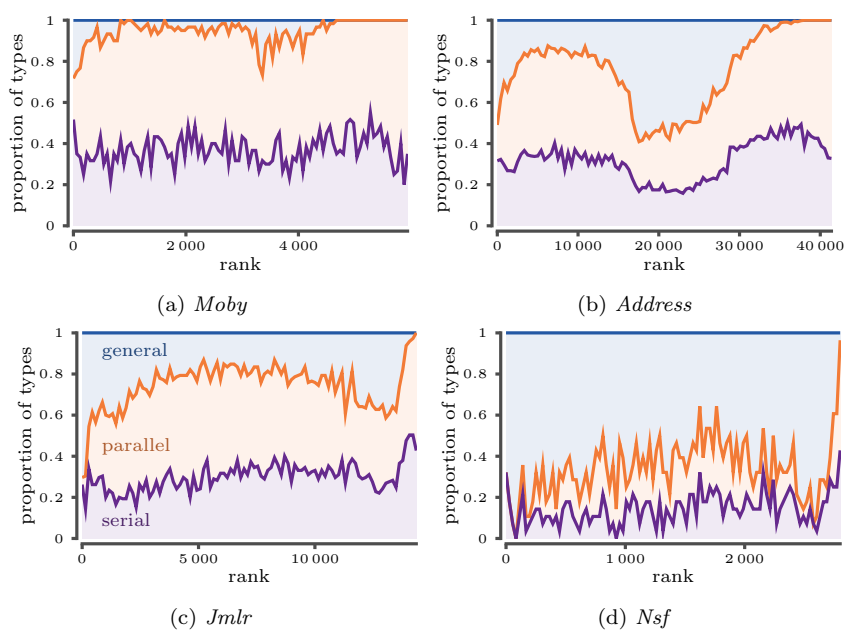 proportion of types
1
0.8
0.6
0.4
0.2
0
0
2 000
4 000
rank
(a) Moby
proportion of types
1
0.8
0.6
0.4
0.2
0
0
10 000
20 000
30 000
40 000
rank
(b) Address
proportion of types
1
0.8
0.6
0.4
0.2
0
general
parallel
serial
0
5 000
10 000
rank
(c) Jmlr
proportion of types
1
0.8
0.6
0.4
0.2
0
0
1 000
2 000
rank
(d) Nsf